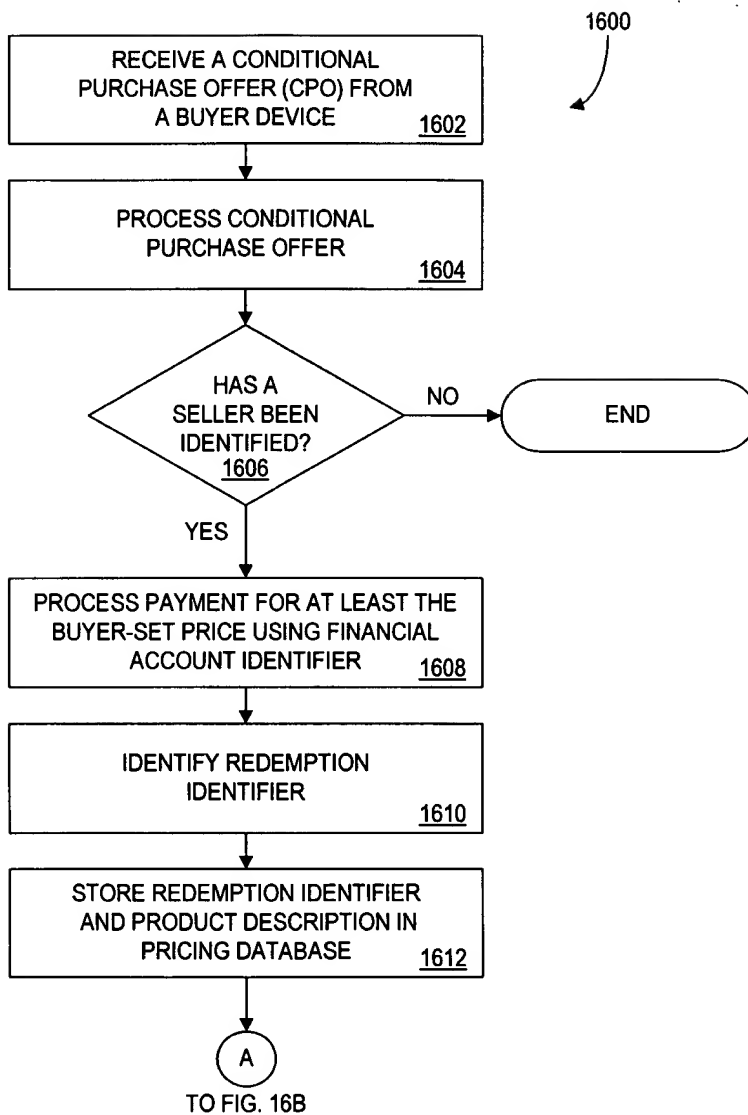 1600
RECEIVE A CONDITIONAL
PURCHASE OFFER (CPO) FROM
A BUYER DEVICE
1602
PROCESS CONDITIONAL
PURCHASE OFFER
1604
HAS A
SELLER BEEN
IDENTIFIED?
1606
NO
END
YES
PROCESS PAYMENT FOR AT LEAST THE
BUYER-SET PRICE USING FINANCIAL
ACCOUNT IDENTIFIER
1608
IDENTIFY REDEMPTION
IDENTIFIER
1610
STORE REDEMPTION IDENTIFIER
AND PRODUCT DESCRIPTION IN
PRICING DATABASE
1612
A
TO FIG. 16B